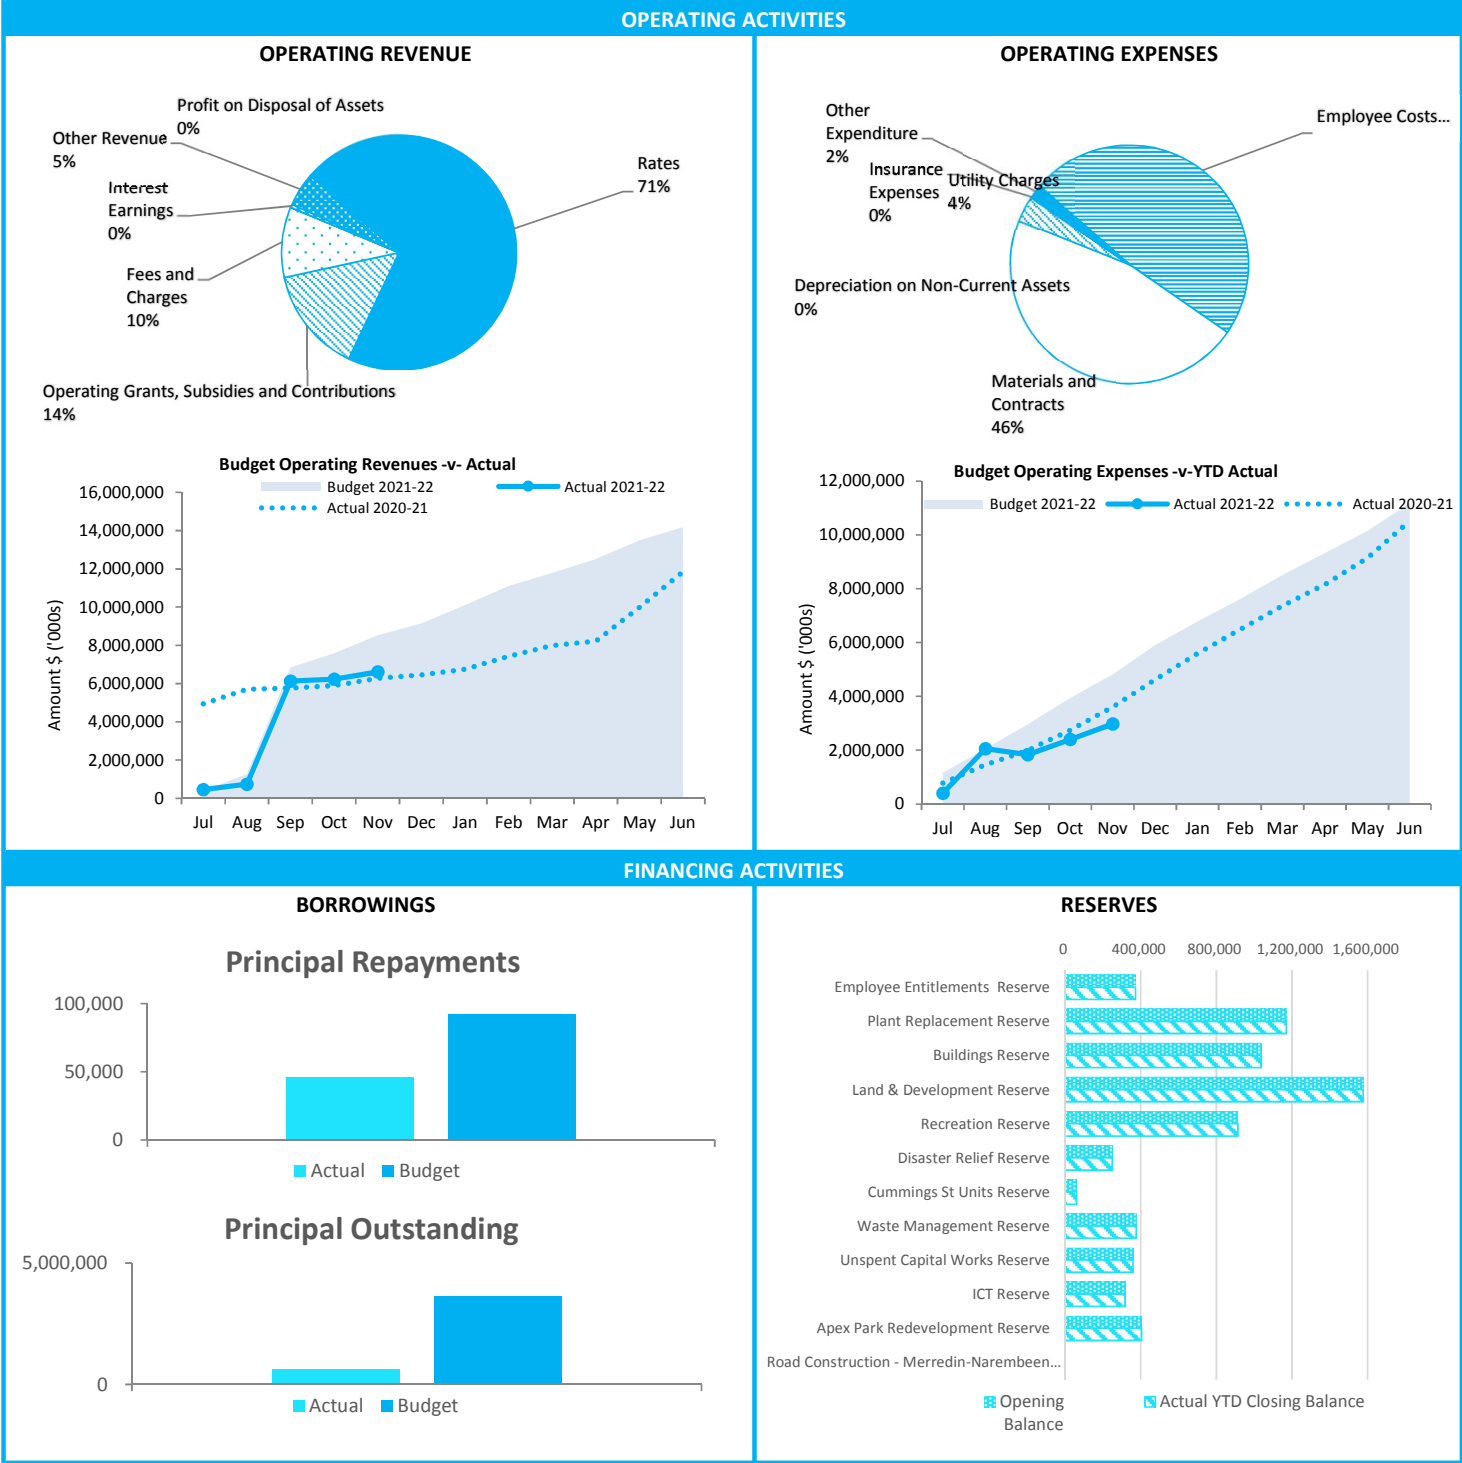 OPERATING ACTIVITIES
OPERATING REVENUE
Profit on Disposal of Assets
0%
Other Revenue
5%
Interest
Earnings
0%
Fees and
Charges
10%
Operating Grants, Subsidies and Contributions
14%
Rates
71%
OPERATING EXPENSES
Other
Expenditure
2%
Insurance
Expenses
0%
Utility Charges
4%
Employee Costs...
Depreciation on Non-Current Assets
0%
Materials and
Contracts
46%
Budget Operating Revenues -v- Actual
Budget 2021-22
Actual 2021-22
Actual 2020-21
Amount $ ('000s)
16,000,000
14,000,000
12,000,000
10,000,000
8,000,000
6,000,000
4,000,000
2,000,000
0
Jul Aug Sep Oct Nov Dec Jan Feb Mar Apr May Jun
Budget Operating Expenses -v-YTD Actual
Budget 2021-22
Actual 2021-22
Actual 2020-21
Amount $ ('000s)
12,000,000
10,000,000
8,000,000
6,000,000
4,000,000
2,000,000
0
Jul Aug Sep Oct Nov Dec Jan Feb Mar Apr May Jun
FINANCING ACTIVITIES
BORROWINGS
Principal Repayments
100,000
50,000
0
Actual Budget
Principal Outstanding
5,000,000
0
Actual Budget
RESERVES
0 400,000 800,000 1,200,000 1,600,000
Employee Entitlements Reserve
Plant Replacement Reserve
Buildings Reserve
Land & Development Reserve
Recreation Reserve
Disaster Relief Reserve
Cummings St Units Reserve
Waste Management Reserve
Unspent Capital Works Reserve
ICT Reserve
Apex Park Redevelopment Reserve
Road Construction - Merredin-Narembeen...
Opening
Balance
Actual YTD Closing Balance